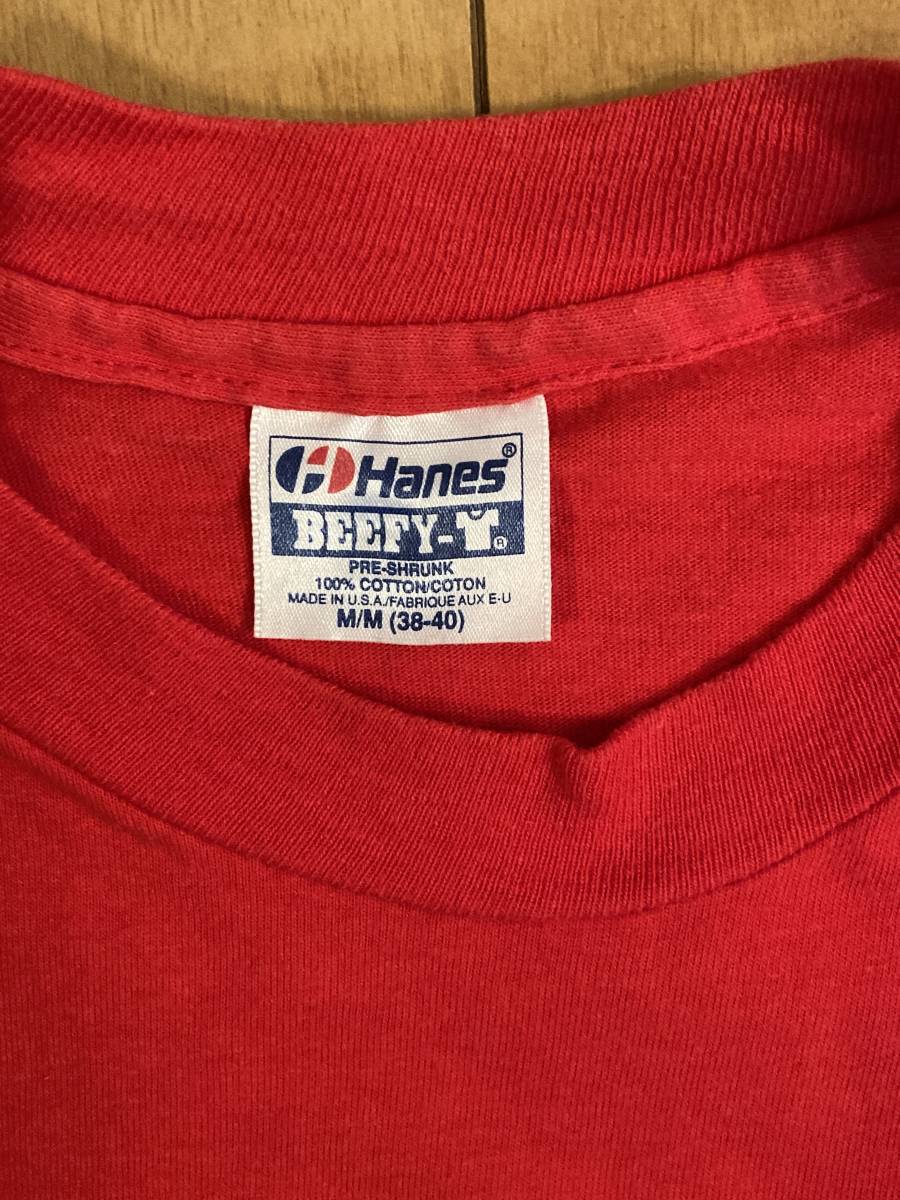 Hanes®
BEEFY-T®
PRE-SHRUNK
100% COTTON/COTON
MADE IN U.S.A./FABRIQUE AUX E-U
M/M (38-40)